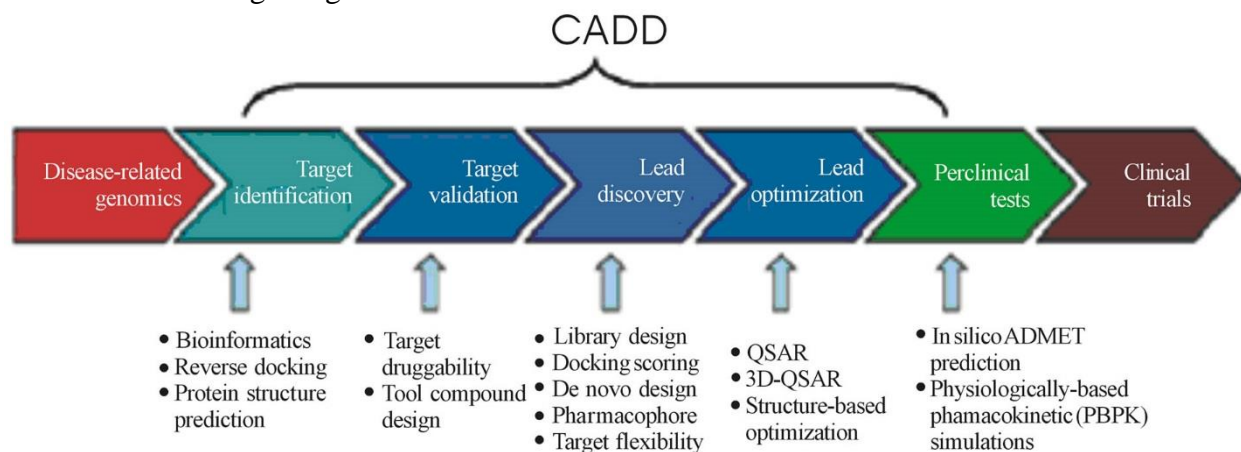 CADD
Disease-related
genomics
Target
identification
Target
validation
Lead
discovery
Lead
optimization
Perclinical
tests
Clinical
trials
• Bioinformatics
• Reverse docking
• Protein structure
prediction
• Target
druggability
• Tool compound
design
• Library design
• Docking scoring
• De novo design
• Pharmacophore
• Target flexibility
• QSAR
• 3D-QSAR
• Structure-based
optimization
• In silico ADMET
prediction
• Physiologically-based
phamacokinetic (PBPK)
simulations